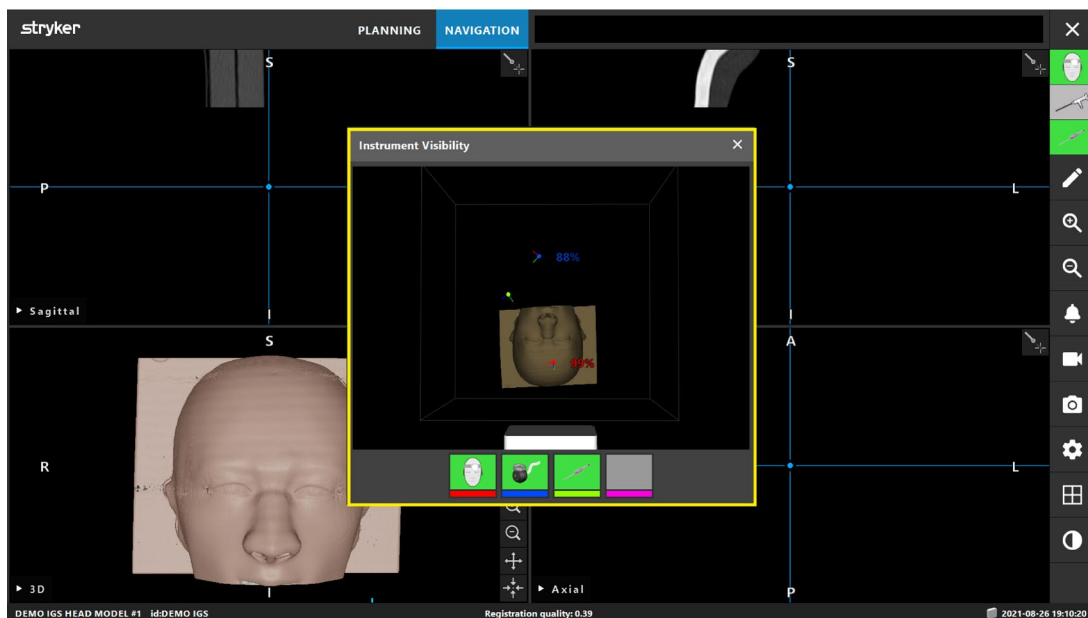 stryker
PLANNING NAVIGATION
S S
P L
Sagittal I I
Instrument Visibility
88%
99%
S A
R L
3D I Axial P
DEMO IGS HEAD MODEL #1 id:DEMO IGS Registration quality: 0.39 2021-08-26 19:10:20